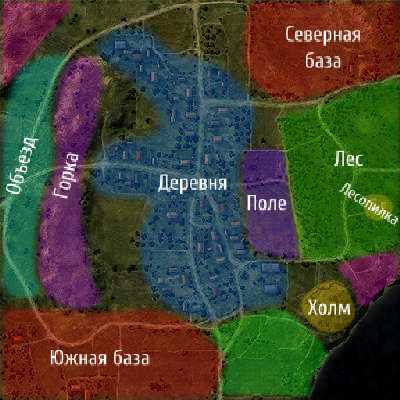 Северная
база
Объезд
Горка
Деревня
Поле
Лес
Лесопилка
Холм
Южная база